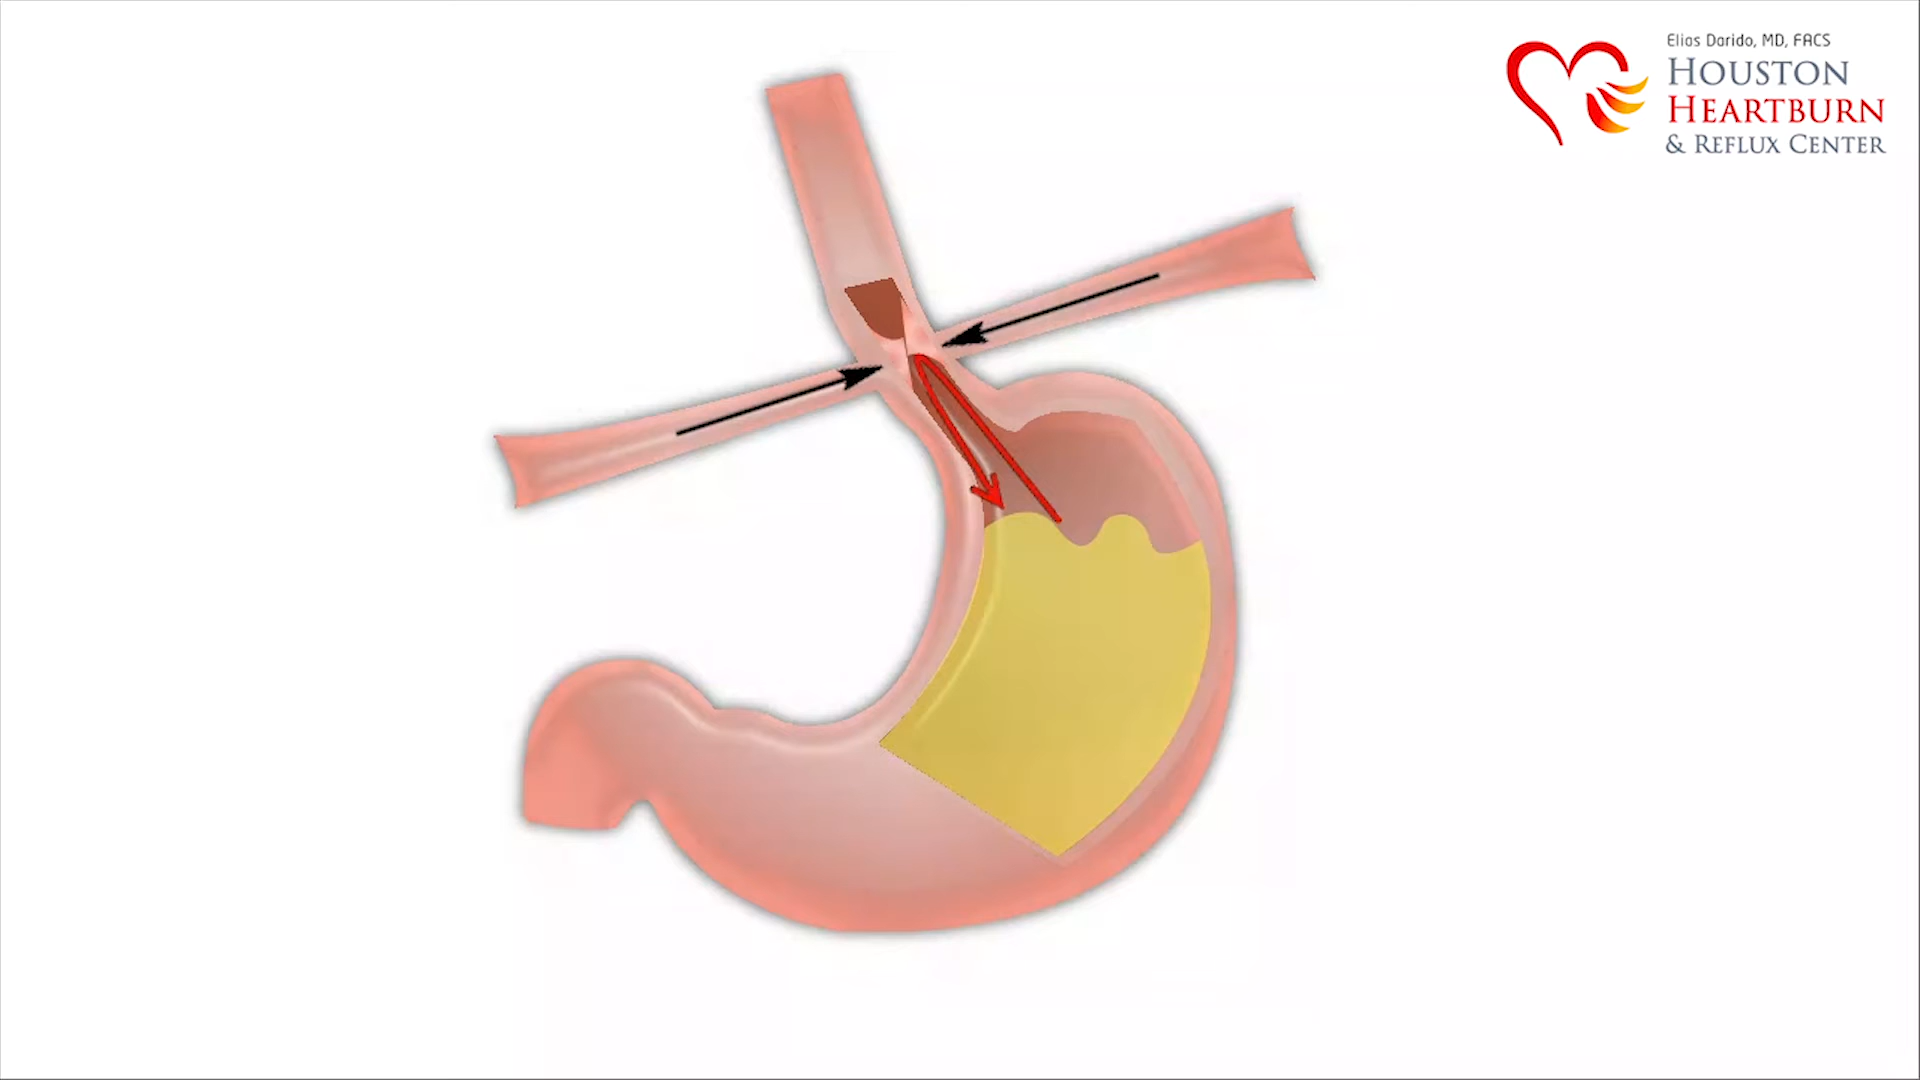 Elias Darido, MD, FACS
HOUSTON
HEARTBURN
& REFLUX CENTER